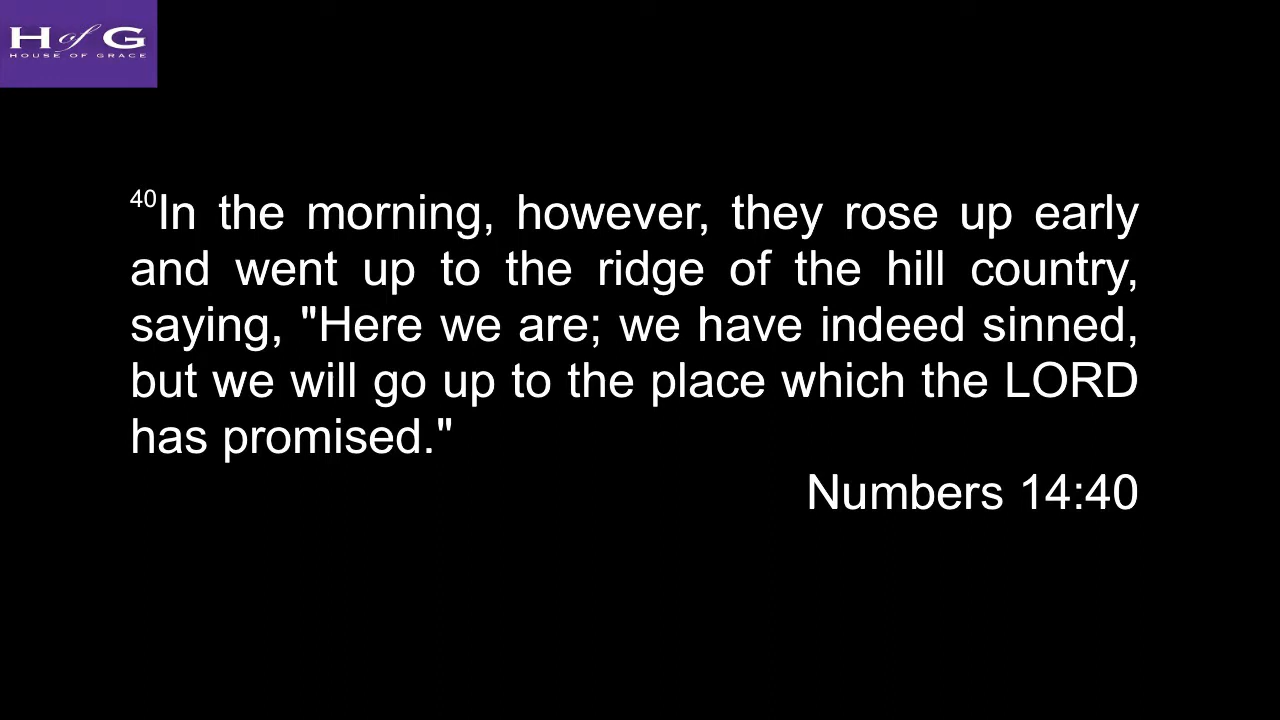 H of G
HOUSE OF GRACE
40In the morning, however, they rose up early
and went up to the ridge of the hill country,
saying, "Here we are; we have indeed sinned,
but we will go up to the place which the LORD
has promised."
Numbers 14:40